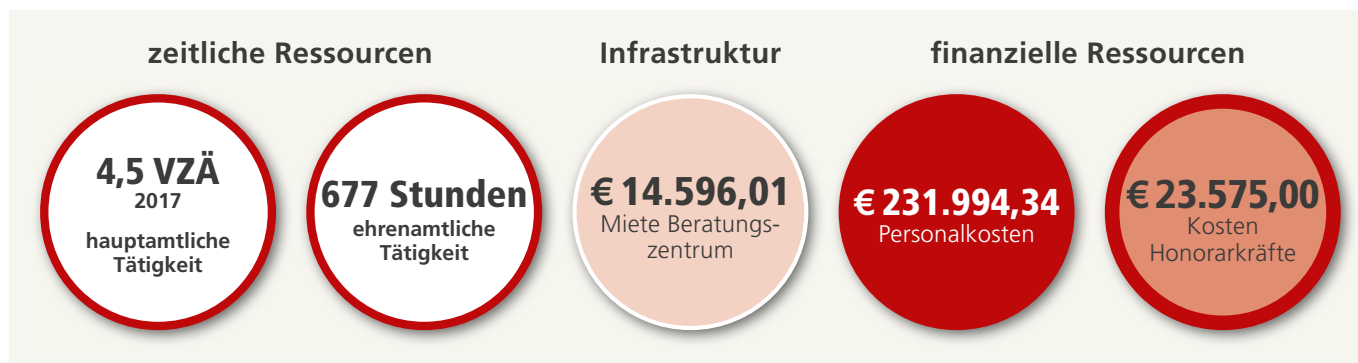 zeitliche Ressourcen
Infrastruktur
finanzielle Ressourcen
4,5 VZÄ
2017
hauptamtliche
Tätigkeit
677 Stunden
ehrenamtliche
Tätigkeit
€ 14.596,01
Miete Beratungs-
zentrum
€ 231.994,34
Personalkosten
€ 23.575,00
Kosten
Honorarkräfte